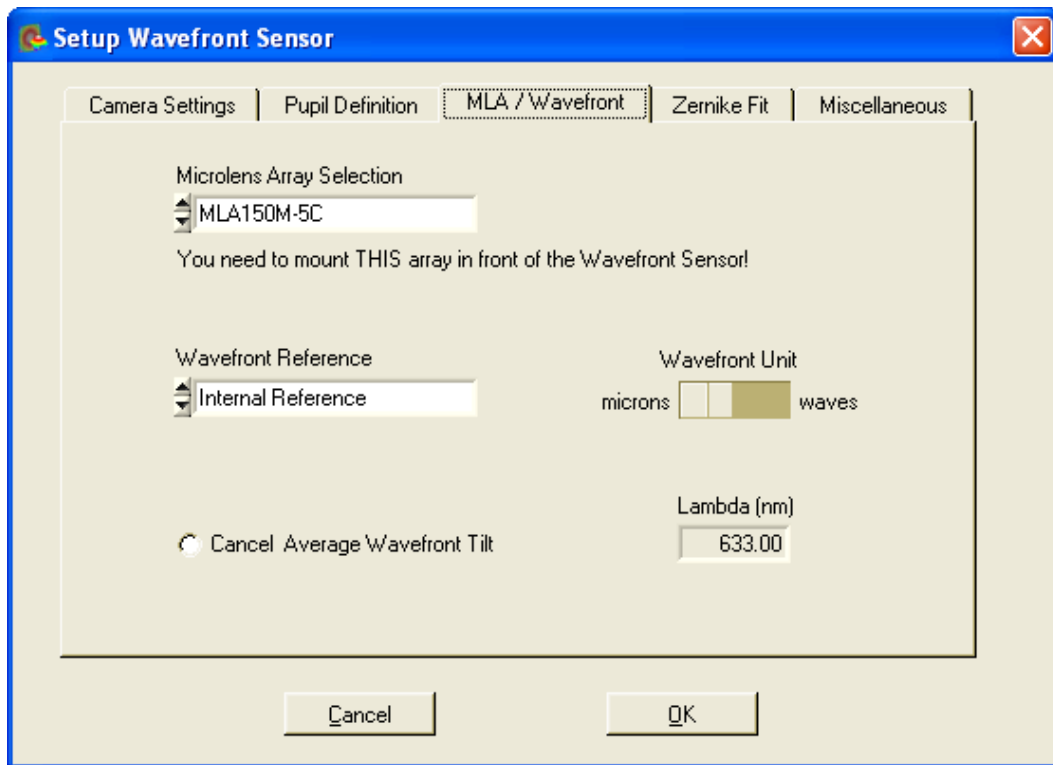 Setup Wavefront Sensor
Camera Settings Pupil Definition MLA / Wavefront Zernike Fit Miscellaneous
Microlens Array Selection
MLA150M-5C
You need to mount THIS array in front of the Wavefront Sensor!
Wavefront Reference Wavefront Unit
Internal Reference microns waves
Lambda (nm)
Cancel Average Wavefront Tilt 633.00
Cancel OK